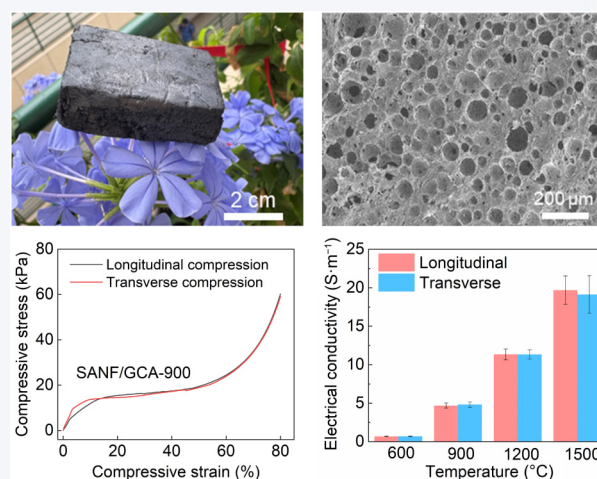 2 cm
200 μm
80
60
40
20
0
Compressive stress (kPa)
Longitudinal compression
Transverse compression
SANF/GCA-900
0 20 40 60 80
Compressive strain (%)
25
20
15
10
5
0
Electrical conductivity (S·m⁻¹)
Longitudinal
Transverse
600 900 1200 1500
Temperature (°C)